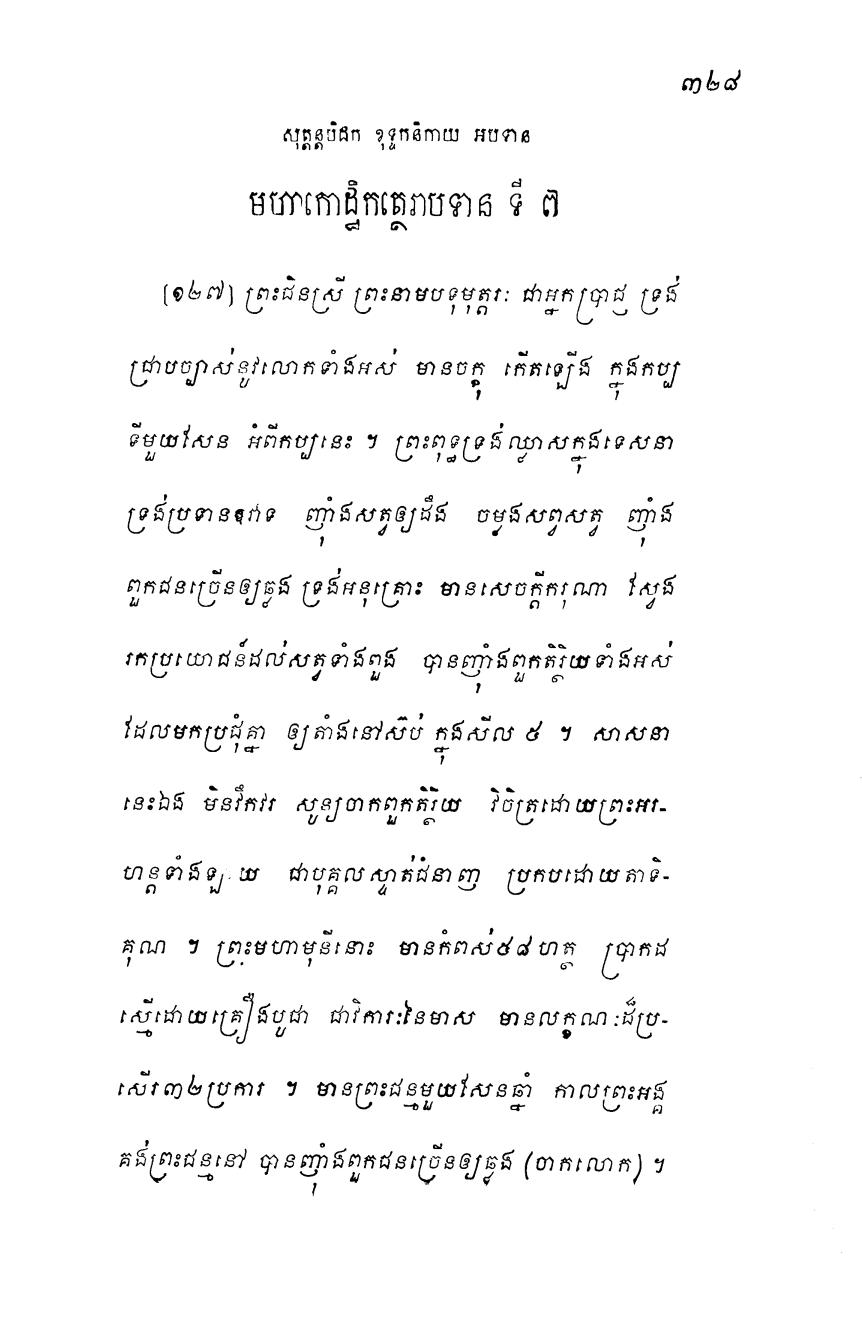 ៣២៨
សុត្តន្តបិដក ខុទ្ទកនិកាយ អបទាន
មហាកោដ្ឋិកត្ថេរាបទាន ទី ៧
[១២៧] ព្រះជិនស្រី ព្រះនាមបទុមុត្តរៈ ជាអ្នកប្រាជ្ញ ទ្រង់
ជ្រាបច្បាស់នូវលោកទាំងអស់ មានចក្ខុ កើតឡើង ក្នុងកប្ប
ទីមួយសែន អំពីកប្បនេះ ។ ព្រះពុទ្ធទ្រង់ឈ្លាសក្នុងទេសនា
ទ្រង់ប្រទានឱវាទ ញ៉ាំងសត្វឲ្យដឹង ចម្លងសព្វសត្វ ញ៉ាំង
ពួកជនច្រើនឲ្យឆ្លង ទ្រង់អនុគ្រោះ មានសេចក្តីករុណា ស្វែង
រកប្រយោជន៍ដល់សត្វទាំងពួង បានញ៉ាំងពួកតិរ្ថិយទាំងអស់
ដែលមកប្រជុំគ្នា ឲ្យតាំងនៅស៊ប់ ក្នុងសីល ៥ ។ សាសនា
នេះឯង មិនវឹកវរ សូន្យចាកពួកតិរ្ថិយ វិចិត្រដោយព្រះអរ-
ហន្តទាំងឡាយ ជាបុគ្គលស្ទាត់ជំនាញ ប្រកបដោយតាទិ-
គុណ ។ ព្រះមហាមុនីនោះ មានកំពស់៥៨ហត្ថ ប្រាកដ
ស្មើដោយគ្រឿងបូជា ជាវិការៈនៃមាស មានលក្ខណៈដ៏ប្រ-
សើរ៣២ប្រការ ។ មានព្រះជន្មមួយសែនឆ្នាំ កាលព្រះអង្គ
គង់ព្រះជន្មនៅ បានញ៉ាំងពួកជនច្រើនឲ្យឆ្លង (ចាកលោក) ។